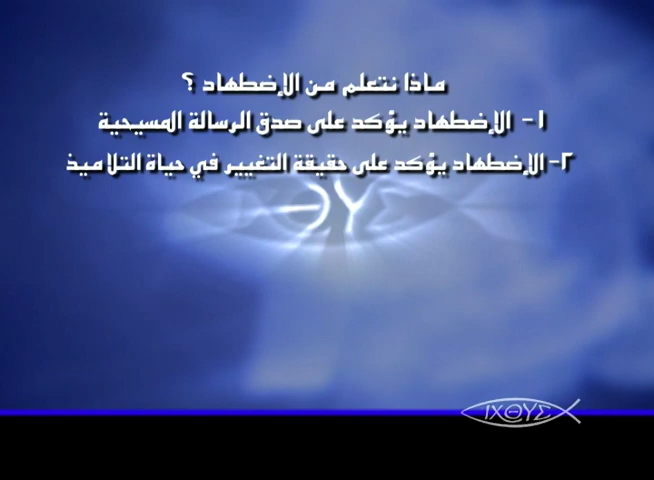 ماذا نتعلم من الإضطهاد ؟
١- الإضطهاد يؤكد على صدق الرسالة المسيحية
٢- الإضطهاد يؤكد على حقيقة التغيير في حياة التلاميذ
ΙΧΘΥΣ